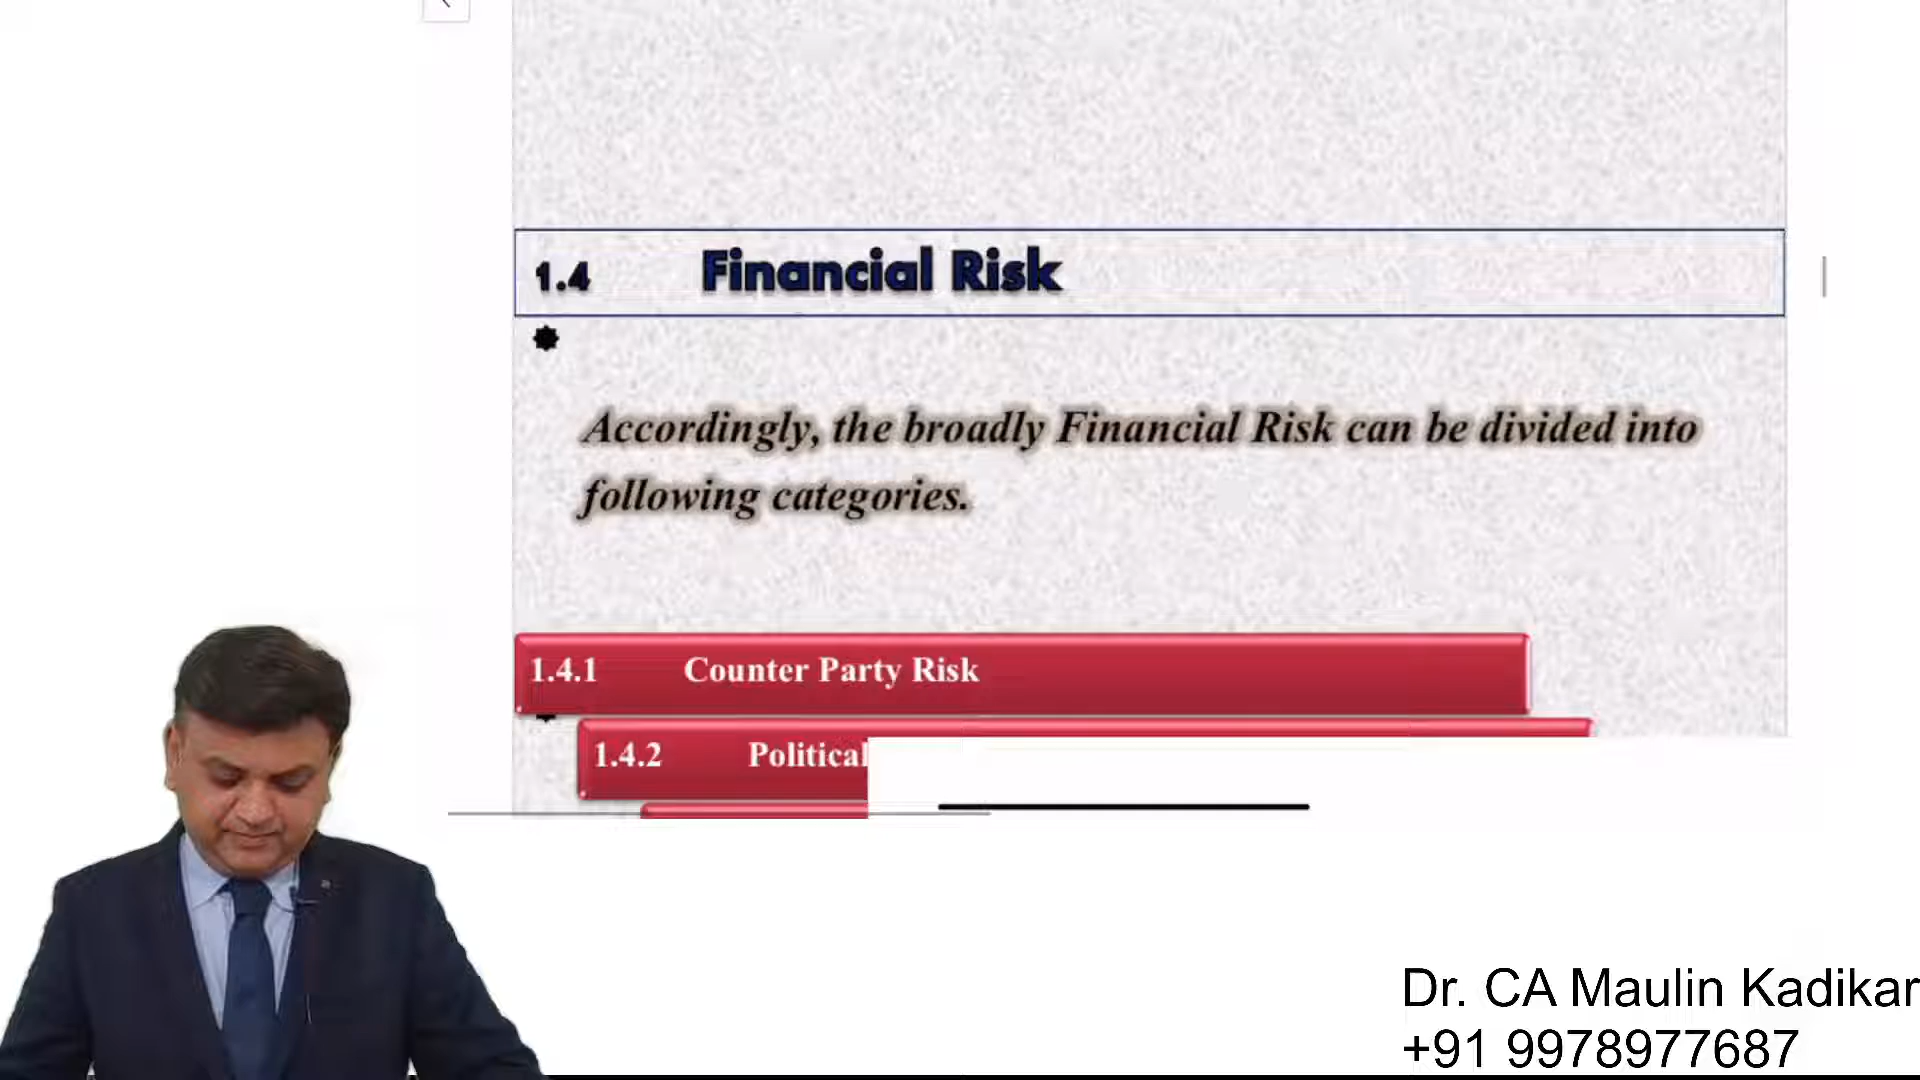 1.4 Financial Risk
Accordingly, the broadly Financial Risk can be divided into
following categories.
1.4.1 Counter Party Risk
1.4.2 Political
Dr. CA Maulin Kadikar
+91 9978977687